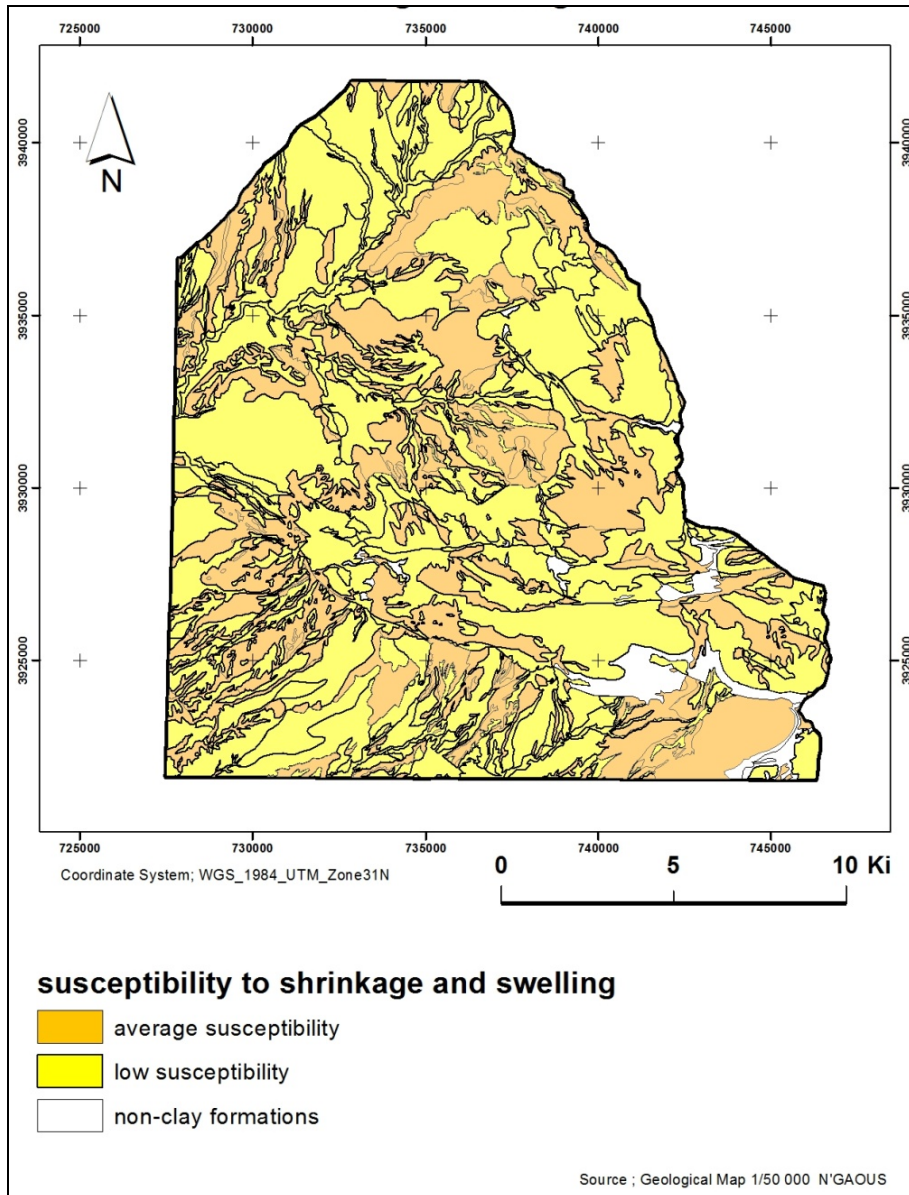 725000 730000 735000 740000 745000
3940000 3940000
N
3935000 3935000
3930000 3930000
3925000 3925000
725000 730000 735000 740000 745000
Coordinate System; WGS_1984_UTM_Zone31N
0 5 10 Ki
susceptibility to shrinkage and swelling
average susceptibility
low susceptibility
non-clay formations
Source ; Geological Map 1/50 000 N'GAOUS